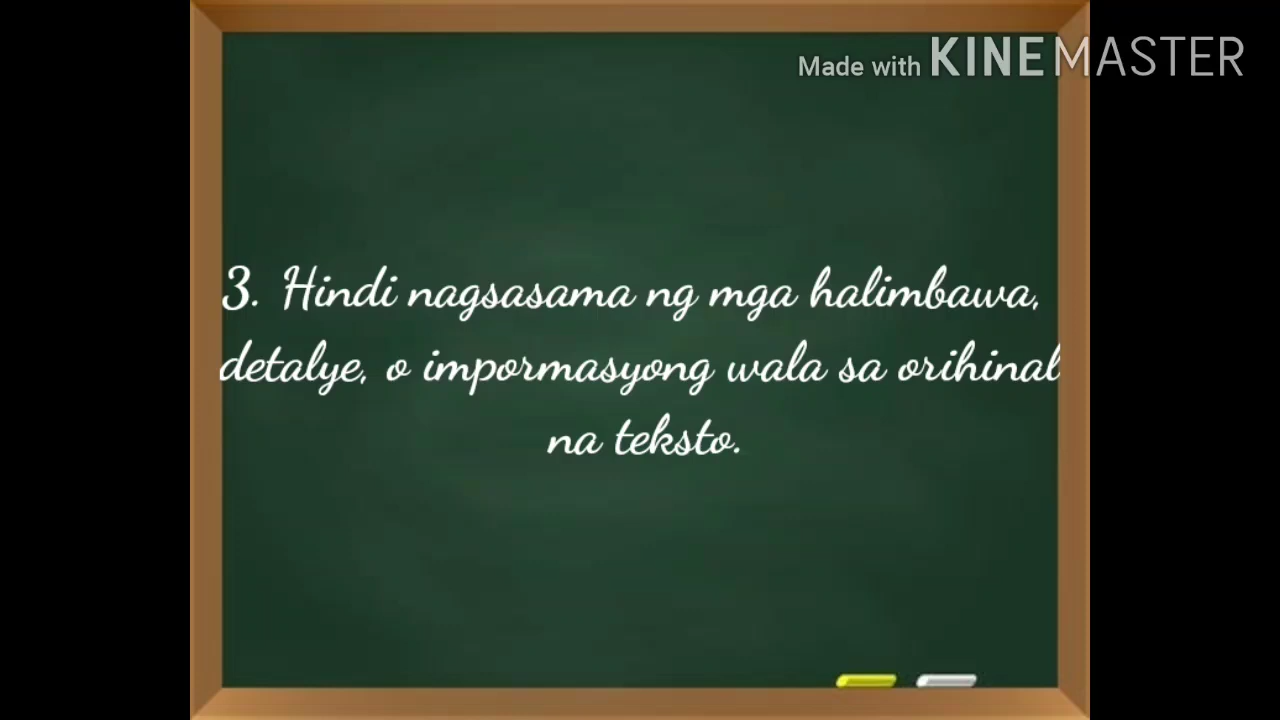 Made with KINEMASTER
3. Hindi nagsasama ng mga halimbawa,
detalye, o impormasyong wala sa orihinal
na teksto.